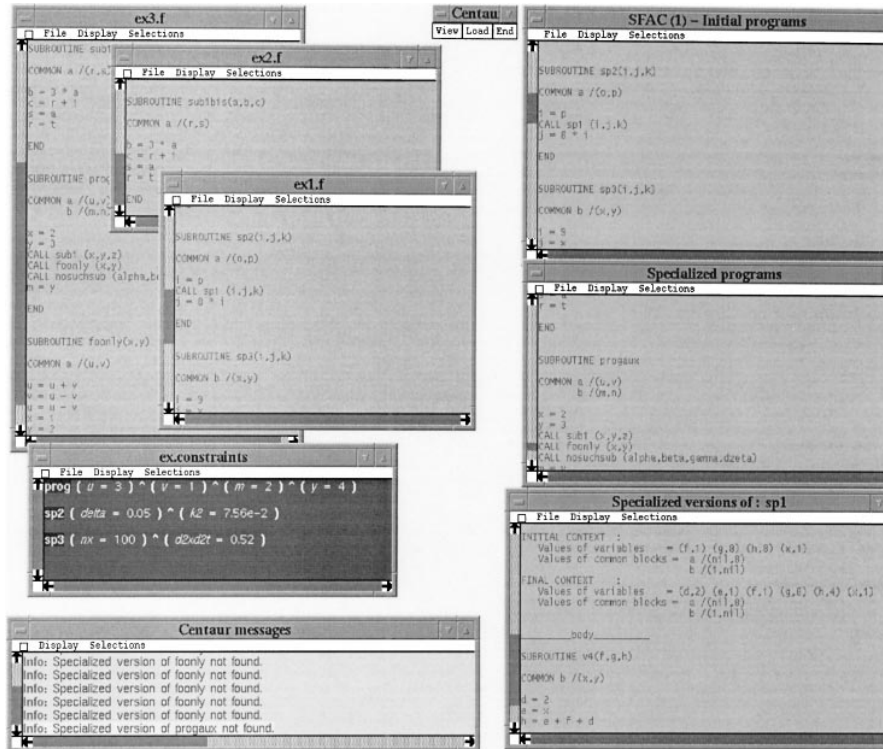 ex3.f
File Display Selections
SUBROUTINE sub1
COMMON a /(r,s)
b = 3 * a
c = r + i
s = a
r = t
END
SUBROUTINE prog
COMMON a /(u,v)
b /(m,n)
x = 2
y = 3
CALL sub1 (x,y,z)
CALL foonly (x,y)
CALL nosuchsub (alpha,be
m = y
END
SUBROUTINE foonly(x,y)
COMMON a /(u,v)
u = u + v
v = u - v
u = u - v
x = 1
y = 2
ex2.f
File Display Selections
SUBROUTINE sub1bis(a,b,c)
COMMON a /(r,s)
b = 3 * a
c = r + i
s = a
r = t
END
ex1.f
File Display Selections
SUBROUTINE sp2(i,j,k)
COMMON a /(o,p)
i = p
CALL sp1 (i,j,k)
j = 8 * i
END
SUBROUTINE sp3(i,j,k)
COMMON b /(x,y)
i = 9
j = x
ex.constraints
File Display Selections
prog ( u = 3 ) ^ ( v = 1 ) ^ ( m = 2 ) ^ ( y = 4 )
sp2 ( delta = 0.05 ) ^ ( k2 = 7.56e-2 )
sp3 ( nx = 100 ) ^ ( d2xd2t = 0.52 )
Centaur messages
Display Selections
Info: Specialized version of foonly not found.
Info: Specialized version of foonly not found.
Info: Specialized version of foonly not found.
Info: Specialized version of foonly not found.
Info: Specialized version of foonly not found.
Info: Specialized version of progaux not found.
Centau
View Load End
SFAC (1) – Initial programs
File Display Selections
SUBROUTINE sp2(i,j,k)
COMMON a /(o,p)
i = p
CALL sp1 (i,j,k)
j = 8 * i
END
SUBROUTINE sp3(i,j,k)
COMMON b /(x,y)
i = 9
j = x
Specialized programs
File Display Selections
r = t
END
SUBROUTINE progaux
COMMON a /(u,v)
b /(m,n)
x = 2
y = 3
CALL sub1 (x,y,z)
CALL foonly (x,y)
CALL nosuchsub (alpha,beta,gamma,dzeta)
Specialized versions of : sp1
File Display Selections
INITIAL CONTEXT :
Values of variables = (f,1) (g,8) (h,8) (x,1)
Values of common blocks = a /(nil,8)
b /(1,nil)
FINAL CONTEXT :
Values of variables = (d,2) (e,1) (f,1) (g,8) (h,4) (x,1)
Values of common blocks = a /(nil,8)
b /(1,nil)
body
SUBROUTINE v4(f,g,h)
COMMON b /(x,y)
d = 2
e = x
h = e + f + d